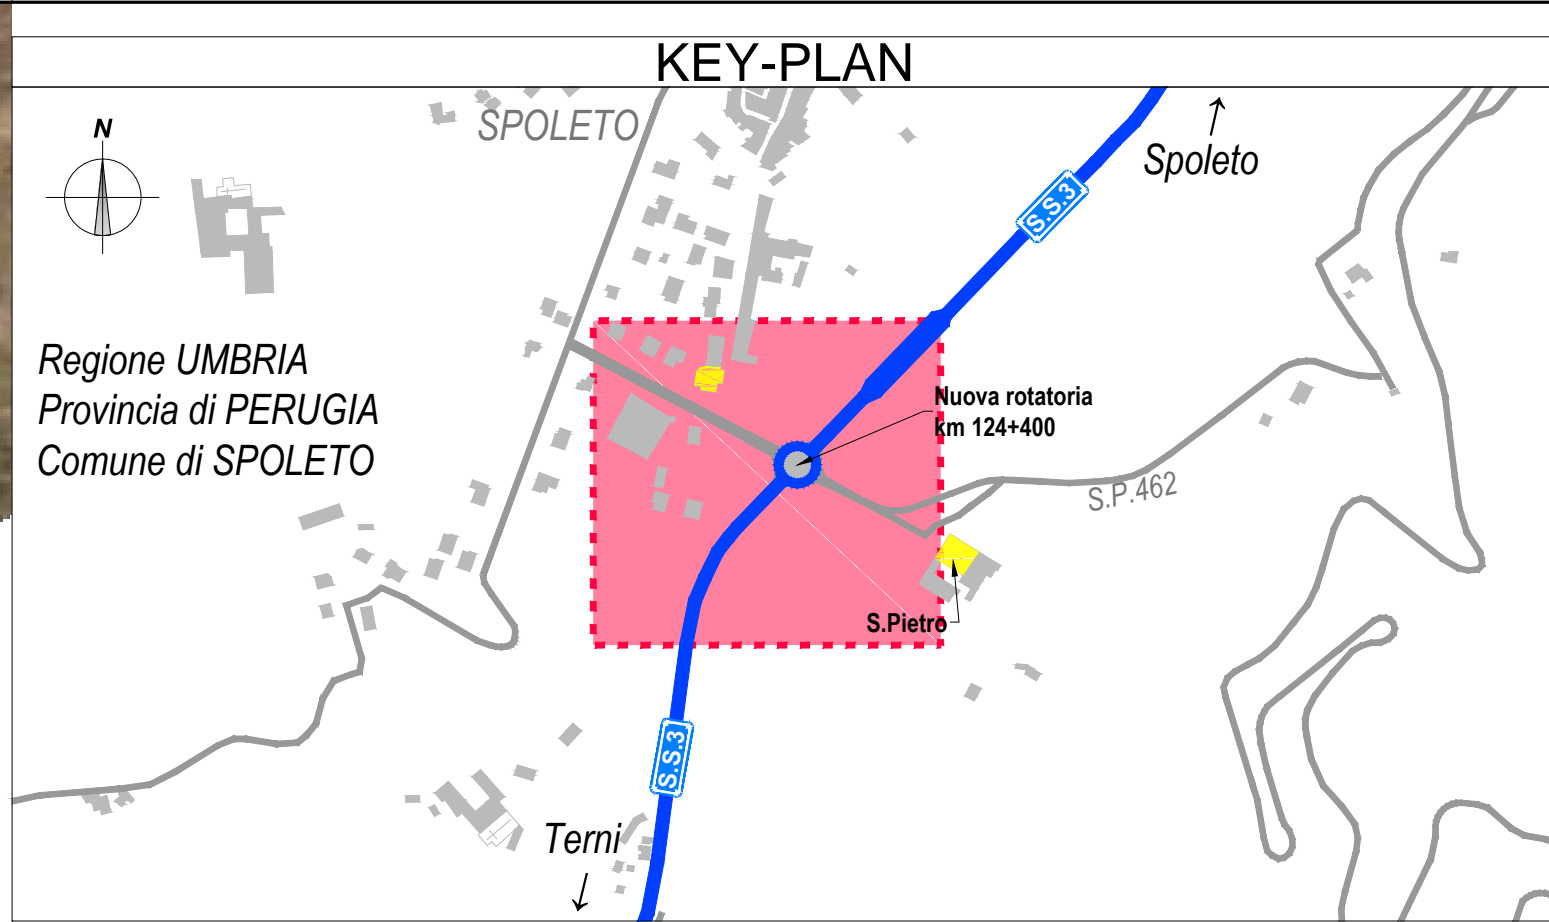 KEY-PLAN
N
SPOLETO
Spoleto
S.S.3
Regione UMBRIA
Provincia di PERUGIA
Comune di SPOLETO
Nuova rotatoria
km 124+400
S.P.462
S.Pietro
S.S.3
Terni